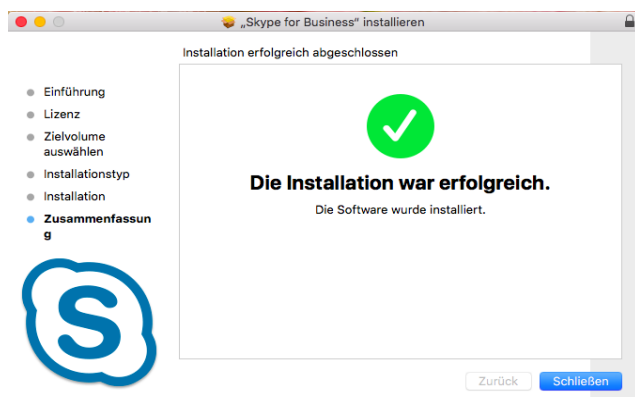 „Skype for Business“ installieren
Installation erfolgreich abgeschlossen
Einführung
Lizenz
Zielvolume
auswählen
Installationstyp
Installation
Zusammenfassun
g
Die Installation war erfolgreich.
Die Software wurde installiert.
S
Zurück
Schließen